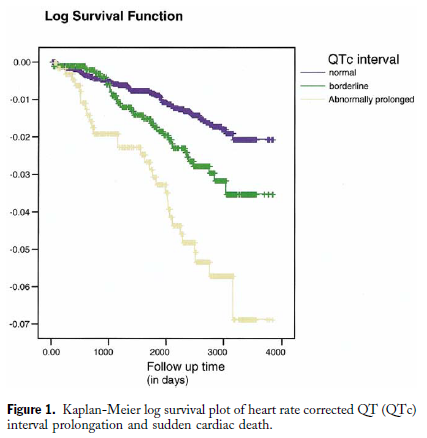 Log Survival Function
QTc interval
normal
borderline
Abnormally prolonged
0.00
-0.01
-0.02
-0.03
-0.04
-0.05
-0.06
-0.07
0.00 1000 2000 3000 4000
Follow up time
(in days)
Figure 1. Kaplan-Meier log survival plot of heart rate corrected QT (QTc)
interval prolongation and sudden cardiac death.